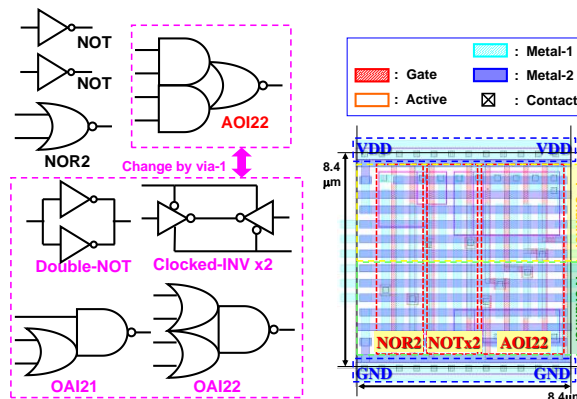 NOT
NOT
NOR2
AOI22
Change by via-1
Double-NOT
Clocked-INV x2
OAI21
OAI22
: Gate
: Active
: Metal-1
: Metal-2
: Contact
VDD
VDD
8.4
μm
NOR2
NOTx2
AOI22
GND
GND
8.4μm